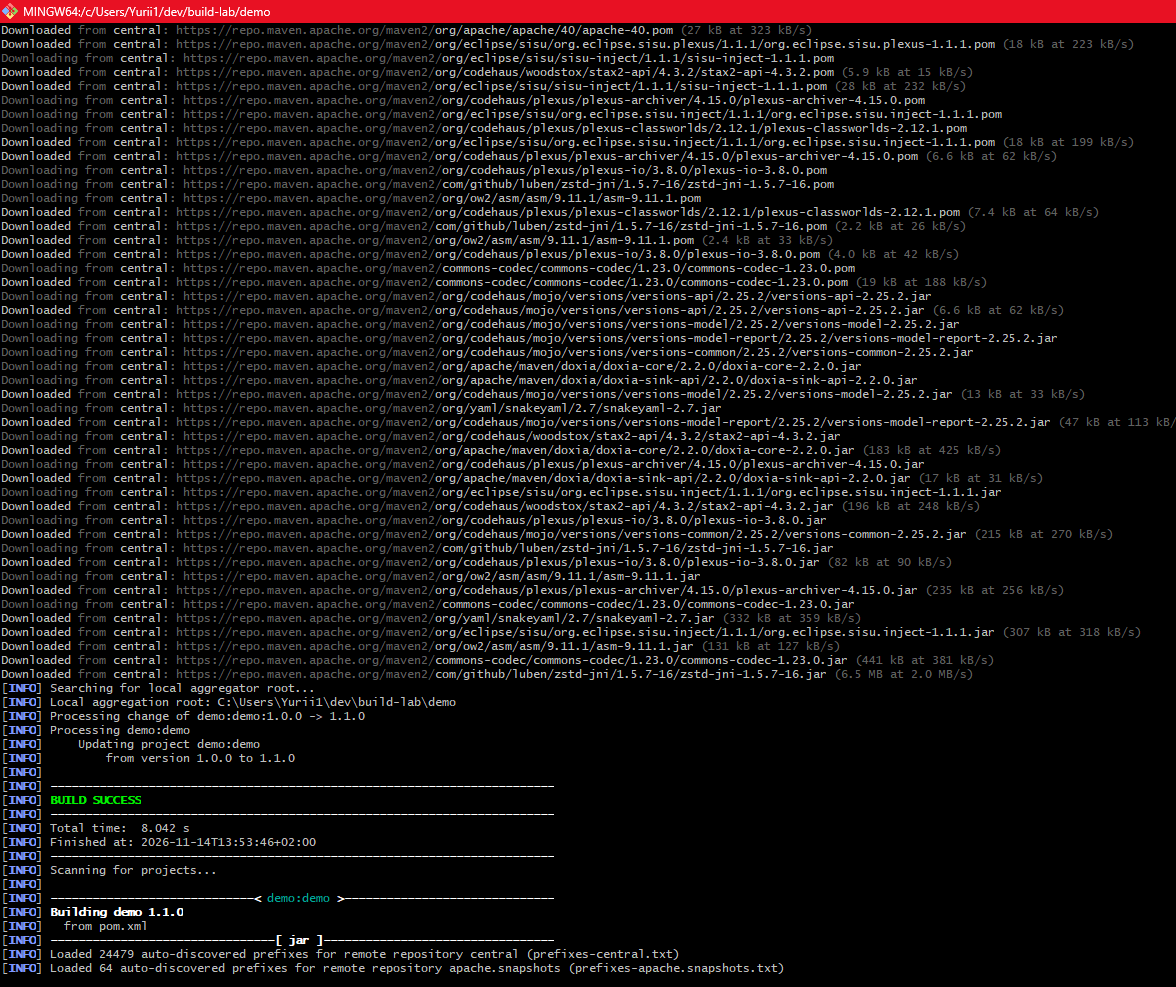 MINGW64:/c/Users/Yurii1/dev/build-lab/demo
Downloaded from central: https://repo.maven.apache.org/maven2/org/apache/apache/40/apache-40.pom (27 kB at 323 kB/s)
Downloaded from central: https://repo.maven.apache.org/maven2/org/eclipse/sisu/org.eclipse.sisu.plexus/1.1.1/org.eclipse.sisu.plexus-1.1.1.pom (18 kB at 223 kB/s)
Downloading from central: https://repo.maven.apache.org/maven2/org/eclipse/sisu/sisu-inject/1.1.1/sisu-inject-1.1.1.pom
Downloaded from central: https://repo.maven.apache.org/maven2/org/codehaus/woodstox/stax2-api/4.3.2/stax2-api-4.3.2.pom (5.9 kB at 15 kB/s)
Downloaded from central: https://repo.maven.apache.org/maven2/org/eclipse/sisu/sisu-inject/1.1.1/sisu-inject-1.1.1.pom (28 kB at 232 kB/s)
Downloading from central: https://repo.maven.apache.org/maven2/org/codehaus/plexus/plexus-archiver/4.15.0/plexus-archiver-4.15.0.pom
Downloading from central: https://repo.maven.apache.org/maven2/org/eclipse/sisu/org.eclipse.sisu.inject/1.1.1/org.eclipse.sisu.inject-1.1.1.pom
Downloading from central: https://repo.maven.apache.org/maven2/org/codehaus/plexus/plexus-classworlds/2.12.1/plexus-classworlds-2.12.1.pom
Downloaded from central: https://repo.maven.apache.org/maven2/org/eclipse/sisu/org.eclipse.sisu.inject/1.1.1/org.eclipse.sisu.inject-1.1.1.pom (18 kB at 199 kB/s)
Downloaded from central: https://repo.maven.apache.org/maven2/org/codehaus/plexus/plexus-archiver/4.15.0/plexus-archiver-4.15.0.pom (6.6 kB at 62 kB/s)
Downloading from central: https://repo.maven.apache.org/maven2/org/codehaus/plexus/plexus-io/3.8.0/plexus-io-3.8.0.pom
Downloading from central: https://repo.maven.apache.org/maven2/com/github/luben/zstd-jni/1.5.7-16/zstd-jni-1.5.7-16.pom
Downloading from central: https://repo.maven.apache.org/maven2/org/ow2/asm/asm/9.11.1/asm-9.11.1.pom
Downloaded from central: https://repo.maven.apache.org/maven2/org/codehaus/plexus/plexus-classworlds/2.12.1/plexus-classworlds-2.12.1.pom (7.4 kB at 64 kB/s)
Downloaded from central: https://repo.maven.apache.org/maven2/com/github/luben/zstd-jni/1.5.7-16/zstd-jni-1.5.7-16.pom (2.2 kB at 26 kB/s)
Downloaded from central: https://repo.maven.apache.org/maven2/org/ow2/asm/asm/9.11.1/asm-9.11.1.pom (2.4 kB at 33 kB/s)
Downloaded from central: https://repo.maven.apache.org/maven2/org/codehaus/plexus/plexus-io/3.8.0/plexus-io-3.8.0.pom (4.0 kB at 42 kB/s)
Downloading from central: https://repo.maven.apache.org/maven2/commons-codec/commons-codec/1.23.0/commons-codec-1.23.0.pom
Downloaded from central: https://repo.maven.apache.org/maven2/commons-codec/commons-codec/1.23.0/commons-codec-1.23.0.pom (19 kB at 188 kB/s)
Downloading from central: https://repo.maven.apache.org/maven2/org/codehaus/mojo/versions/versions-api/2.25.2/versions-api-2.25.2.jar
Downloaded from central: https://repo.maven.apache.org/maven2/org/codehaus/mojo/versions/versions-api/2.25.2/versions-api-2.25.2.jar (6.6 kB at 62 kB/s)
Downloading from central: https://repo.maven.apache.org/maven2/org/codehaus/mojo/versions/versions-model/2.25.2/versions-model-2.25.2.jar
Downloading from central: https://repo.maven.apache.org/maven2/org/codehaus/mojo/versions/versions-model-report/2.25.2/versions-model-report-2.25.2.jar
Downloading from central: https://repo.maven.apache.org/maven2/org/codehaus/mojo/versions/versions-common/2.25.2/versions-common-2.25.2.jar
Downloading from central: https://repo.maven.apache.org/maven2/org/apache/maven/doxia/doxia-core/2.2.0/doxia-core-2.2.0.jar
Downloading from central: https://repo.maven.apache.org/maven2/org/apache/maven/doxia/doxia-sink-api/2.2.0/doxia-sink-api-2.2.0.jar
Downloaded from central: https://repo.maven.apache.org/maven2/org/codehaus/mojo/versions/versions-model/2.25.2/versions-model-2.25.2.jar (13 kB at 33 kB/s)
Downloading from central: https://repo.maven.apache.org/maven2/org/yaml/snakeyaml/2.7/snakeyaml-2.7.jar
Downloaded from central: https://repo.maven.apache.org/maven2/org/codehaus/mojo/versions/versions-model-report/2.25.2/versions-model-report-2.25.2.jar (47 kB at 113 kB/
Downloading from central: https://repo.maven.apache.org/maven2/org/codehaus/woodstox/stax2-api/4.3.2/stax2-api-4.3.2.jar
Downloaded from central: https://repo.maven.apache.org/maven2/org/apache/maven/doxia/doxia-core/2.2.0/doxia-core-2.2.0.jar (183 kB at 425 kB/s)
Downloading from central: https://repo.maven.apache.org/maven2/org/codehaus/plexus/plexus-archiver/4.15.0/plexus-archiver-4.15.0.jar
Downloaded from central: https://repo.maven.apache.org/maven2/org/apache/maven/doxia/doxia-sink-api/2.2.0/doxia-sink-api-2.2.0.jar (17 kB at 31 kB/s)
Downloading from central: https://repo.maven.apache.org/maven2/org/eclipse/sisu/org.eclipse.sisu.inject/1.1.1/org.eclipse.sisu.inject-1.1.1.jar
Downloaded from central: https://repo.maven.apache.org/maven2/org/codehaus/woodstox/stax2-api/4.3.2/stax2-api-4.3.2.jar (196 kB at 248 kB/s)
Downloading from central: https://repo.maven.apache.org/maven2/org/codehaus/plexus/plexus-io/3.8.0/plexus-io-3.8.0.jar
Downloaded from central: https://repo.maven.apache.org/maven2/org/codehaus/mojo/versions/versions-common/2.25.2/versions-common-2.25.2.jar (215 kB at 270 kB/s)
Downloading from central: https://repo.maven.apache.org/maven2/com/github/luben/zstd-jni/1.5.7-16/zstd-jni-1.5.7-16.jar
Downloaded from central: https://repo.maven.apache.org/maven2/org/codehaus/plexus/plexus-io/3.8.0/plexus-io-3.8.0.jar (82 kB at 90 kB/s)
Downloading from central: https://repo.maven.apache.org/maven2/org/ow2/asm/asm/9.11.1/asm-9.11.1.jar
Downloaded from central: https://repo.maven.apache.org/maven2/org/codehaus/plexus/plexus-archiver/4.15.0/plexus-archiver-4.15.0.jar (235 kB at 256 kB/s)
Downloading from central: https://repo.maven.apache.org/maven2/commons-codec/commons-codec/1.23.0/commons-codec-1.23.0.jar
Downloaded from central: https://repo.maven.apache.org/maven2/org/yaml/snakeyaml/2.7/snakeyaml-2.7.jar (332 kB at 359 kB/s)
Downloaded from central: https://repo.maven.apache.org/maven2/org/eclipse/sisu/org.eclipse.sisu.inject/1.1.1/org.eclipse.sisu.inject-1.1.1.jar (307 kB at 318 kB/s)
Downloaded from central: https://repo.maven.apache.org/maven2/org/ow2/asm/asm/9.11.1/asm-9.11.1.jar (131 kB at 127 kB/s)
Downloaded from central: https://repo.maven.apache.org/maven2/commons-codec/commons-codec/1.23.0/commons-codec-1.23.0.jar (441 kB at 381 kB/s)
Downloaded from central: https://repo.maven.apache.org/maven2/com/github/luben/zstd-jni/1.5.7-16/zstd-jni-1.5.7-16.jar (6.5 MB at 2.0 MB/s)
[INFO] Searching for local aggregator root...
[INFO] Local aggregation root: C:\Users\Yurii1\dev\build-lab\demo
[INFO] Processing change of demo:demo:1.0.0 -> 1.1.0
[INFO] Processing demo:demo
[INFO]     Updating project demo:demo
[INFO]         from version 1.0.0 to 1.1.0
[INFO]
[INFO] ------------------------------------------------------------------------
[INFO] BUILD SUCCESS
[INFO] ------------------------------------------------------------------------
[INFO] Total time:  8.042 s
[INFO] Finished at: 2026-11-14T13:53:46+02:00
[INFO] ------------------------------------------------------------------------
[INFO] Scanning for projects...
[INFO]
[INFO] -----------------------------< demo:demo >------------------------------
[INFO] Building demo 1.1.0
[INFO]   from pom.xml
[INFO] --------------------------------[ jar ]---------------------------------
[INFO] Loaded 24479 auto-discovered prefixes for remote repository central (prefixes-central.txt)
[INFO] Loaded 64 auto-discovered prefixes for remote repository apache.snapshots (prefixes-apache.snapshots.txt)